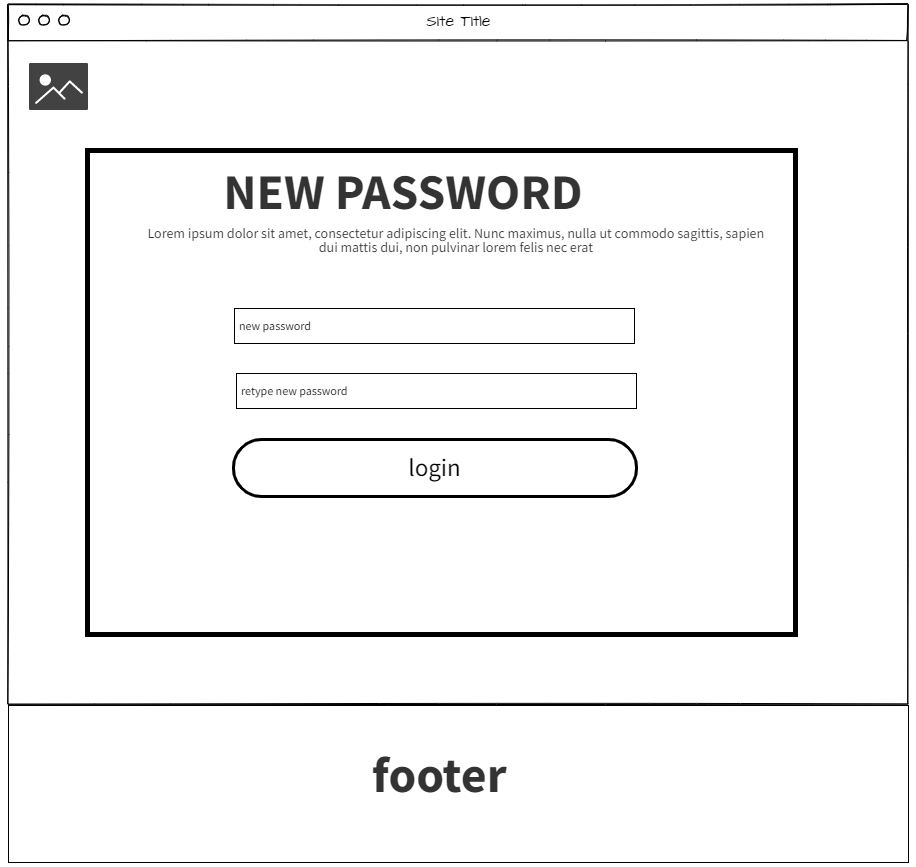 Site Title
NEW PASSWORD
Lorem ipsum dolor sit amet, consectetur adipiscing elit. Nunc maximus, nulla ut commodo sagittis, sapien
dui mattis dui, non pulvinar lorem felis nec erat
new password
retype new password
login
footer